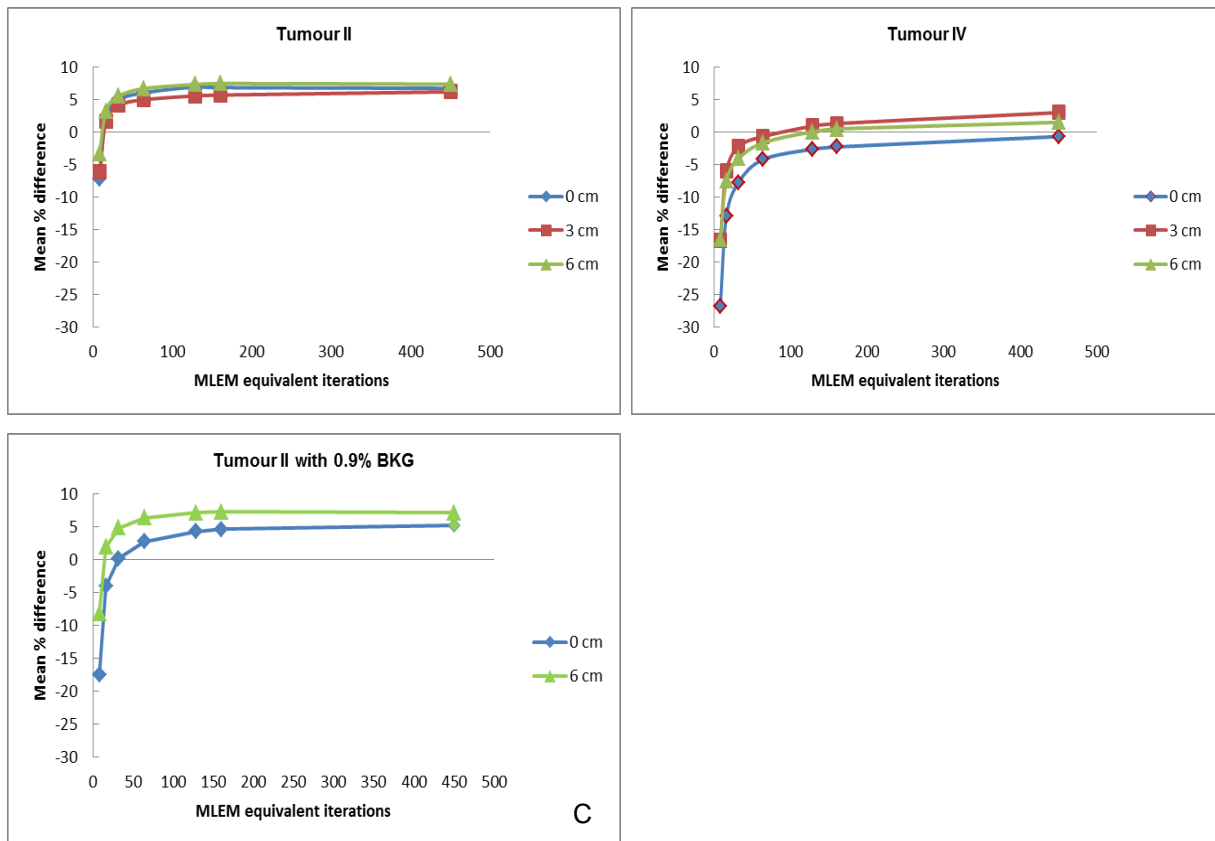 Tumour II
10
5
0
-5
-10
-15
-20
-25
-30
Mean % difference
0 100 200 300 400 500
MLEM equivalent iterations
0 cm
3 cm
6 cm
Tumour IV
10
5
0
-5
-10
-15
-20
-25
-30
Mean % difference
0 100 200 300 400 500
MLEM equivalent iterations
0 cm
3 cm
6 cm
Tumour II with 0.9% BKG
10
5
0
-5
-10
-15
-20
-25
-30
Mean % difference
0 50 100 150 200 250 300 350 400 450 500
MLEM equivalent iterations
0 cm
6 cm
C